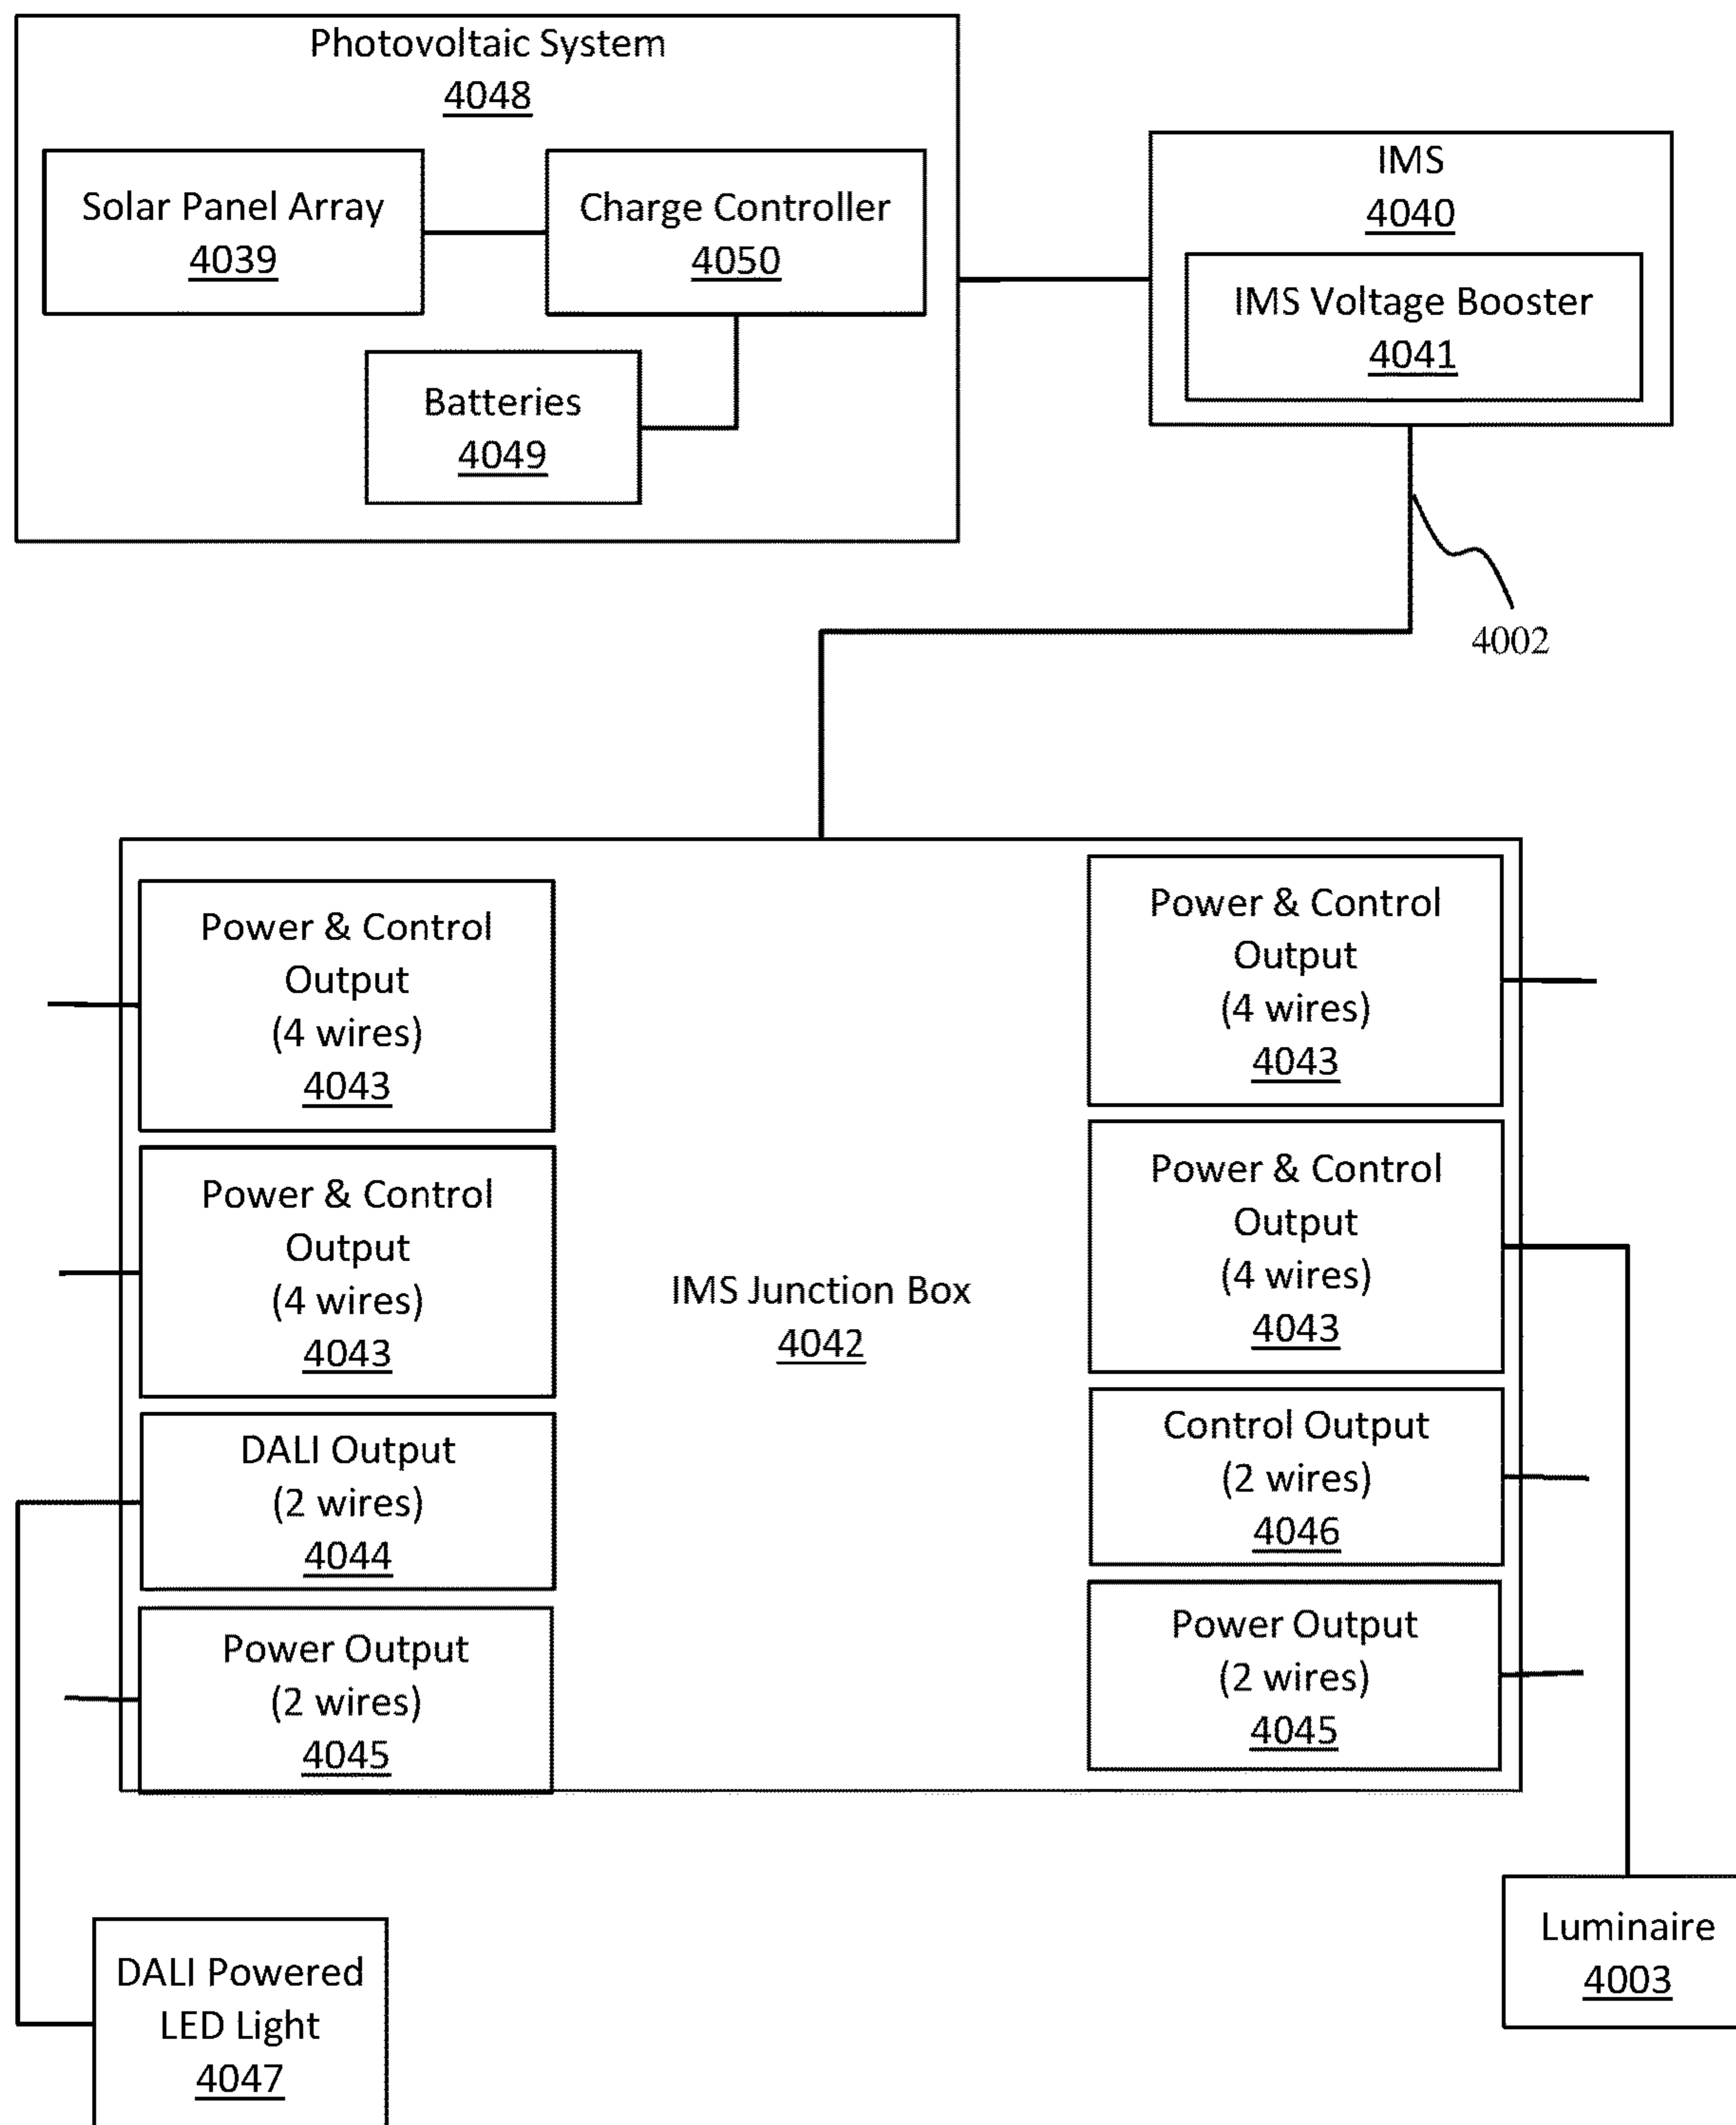 Photovoltaic System
4048
Solar Panel Array
4039
Charge Controller
4050
Batteries
4049
IMS
4040
IMS Voltage Booster
4041
4002
Power & Control
Output
(4 wires)
4043
Power & Control
Output
(4 wires)
4043
DALI Output
(2 wires)
4044
Power Output
(2 wires)
4045
IMS Junction Box
4042
Power & Control
Output
(4 wires)
4043
Power & Control
Output
(4 wires)
4043
Control Output
(2 wires)
4046
Power Output
(2 wires)
4045
DALI Powered
LED Light
4047
Luminaire
4003